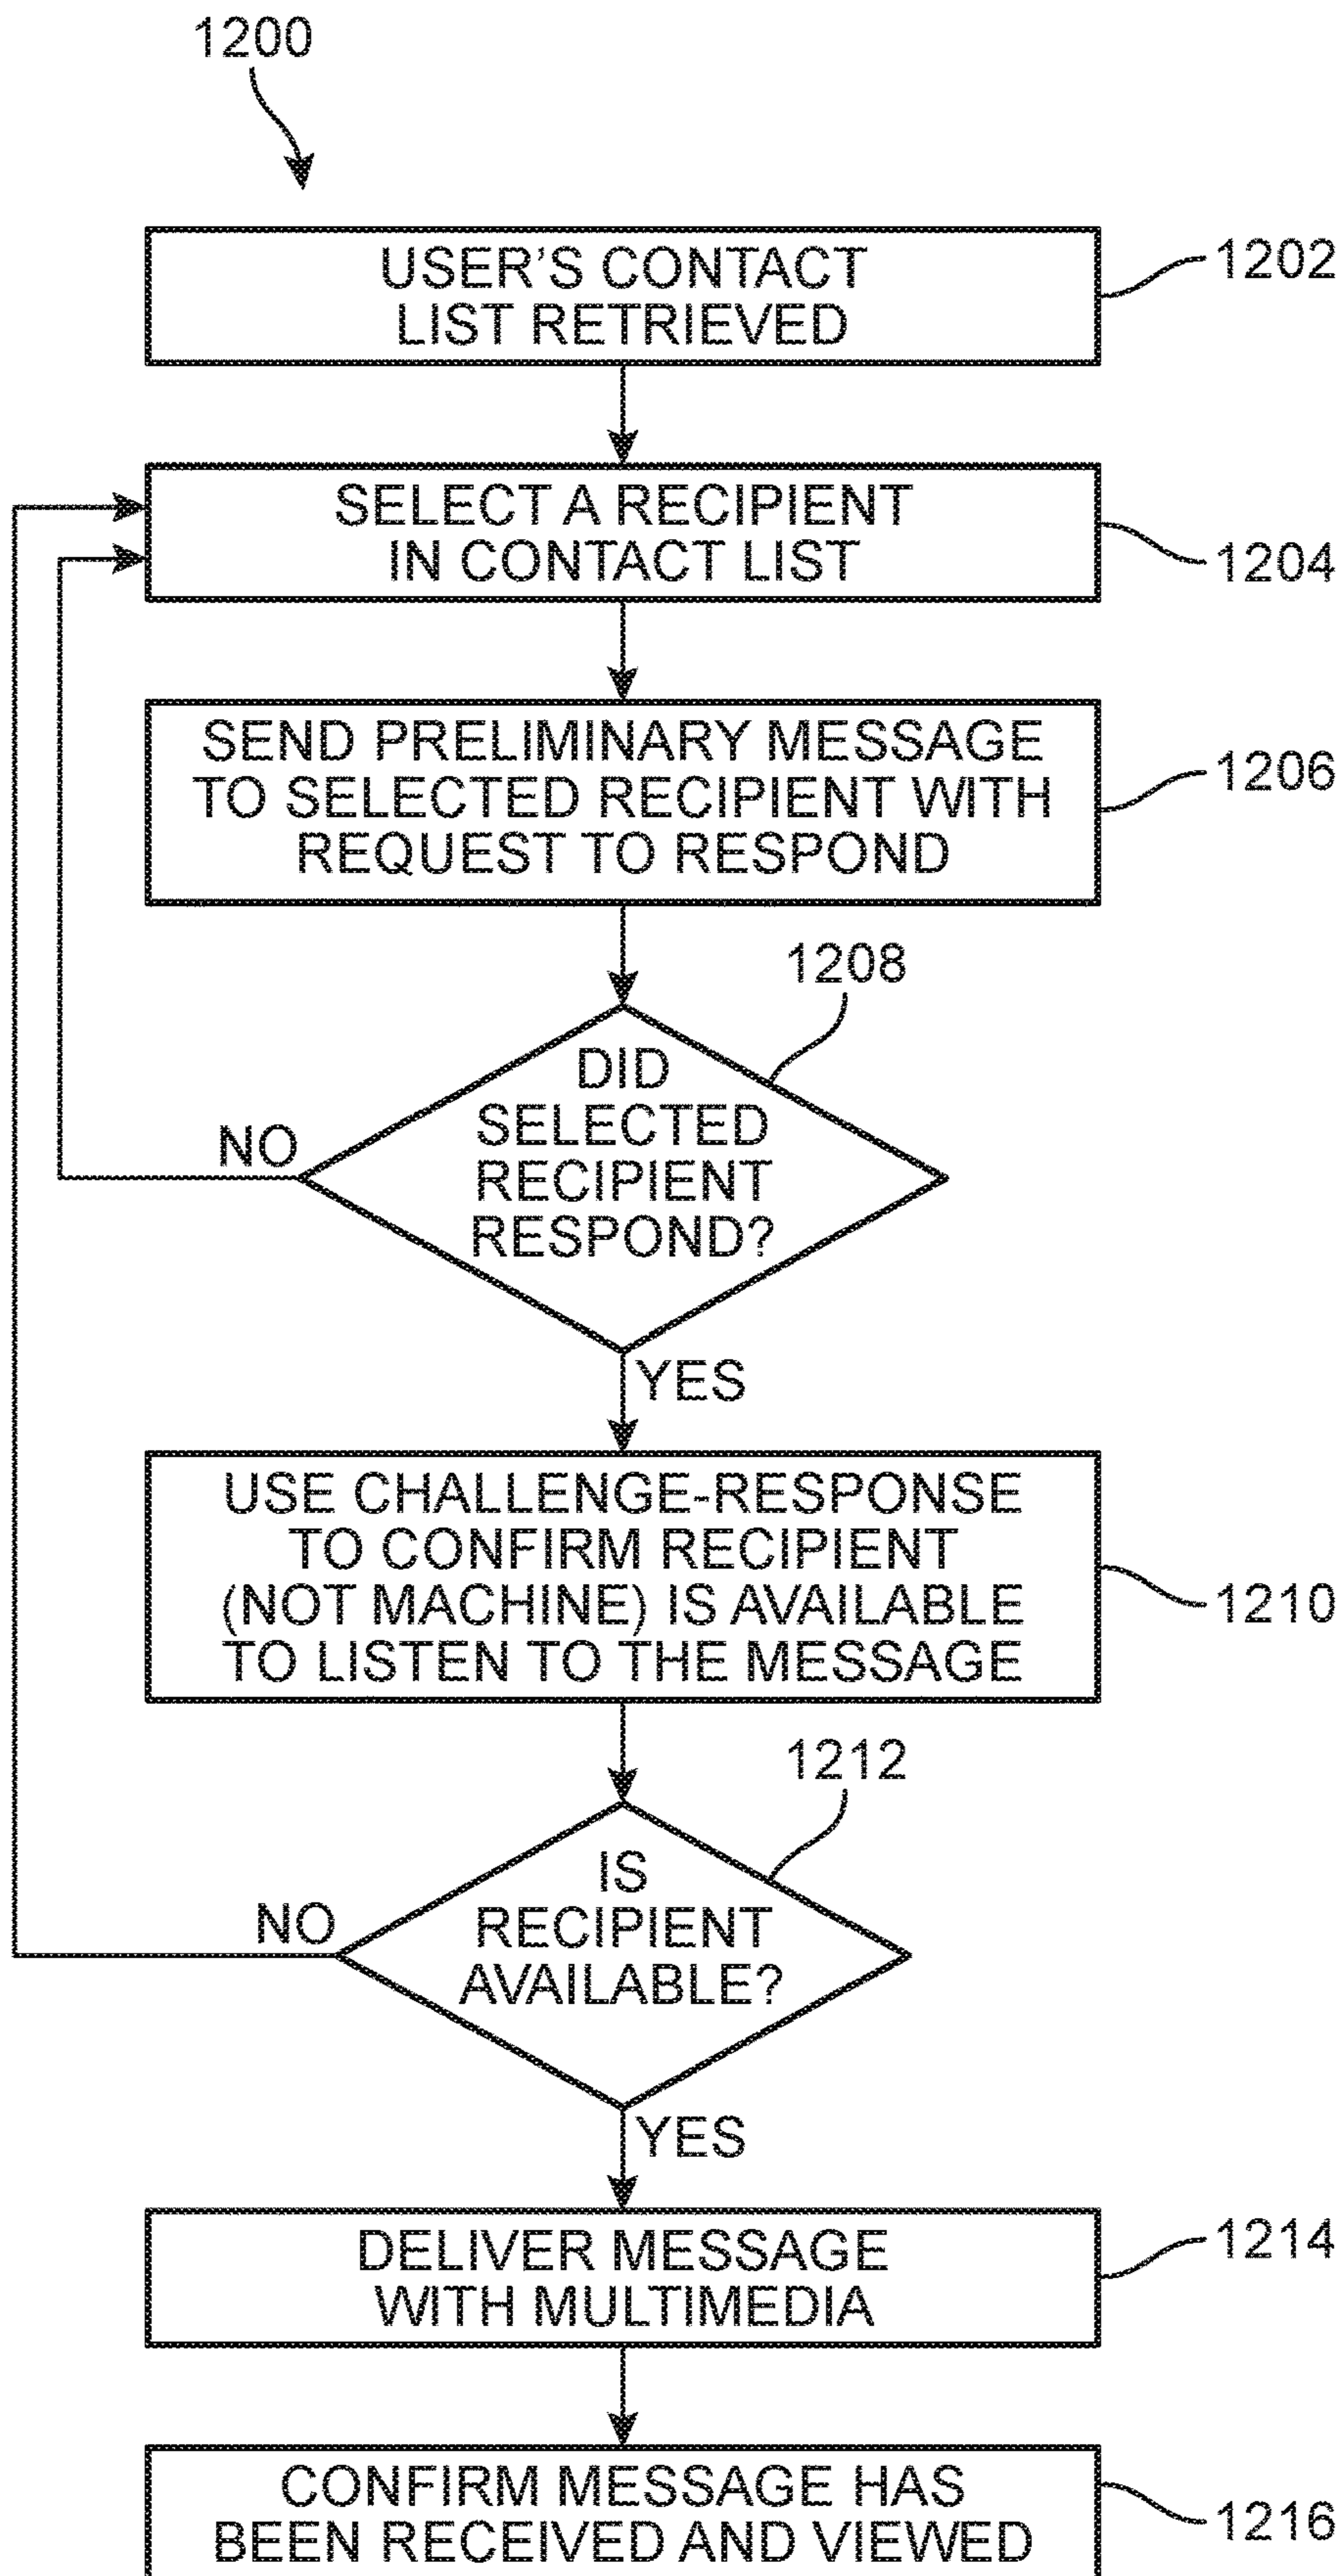 1200
USER'S CONTACT
LIST RETRIEVED
1202
SELECT A RECIPIENT
IN CONTACT LIST
1204
SEND PRELIMINARY MESSAGE
TO SELECTED RECIPIENT WITH
REQUEST TO RESPOND
1206
1208
DID
SELECTED
RECIPIENT
RESPOND?
NO
YES
USE CHALLENGE-RESPONSE
TO CONFIRM RECIPIENT
(NOT MACHINE) IS AVAILABLE
TO LISTEN TO THE MESSAGE
1210
1212
IS
RECIPIENT
AVAILABLE?
NO
YES
DELIVER MESSAGE
WITH MULTIMEDIA
1214
CONFIRM MESSAGE HAS
BEEN RECEIVED AND VIEWED
1216